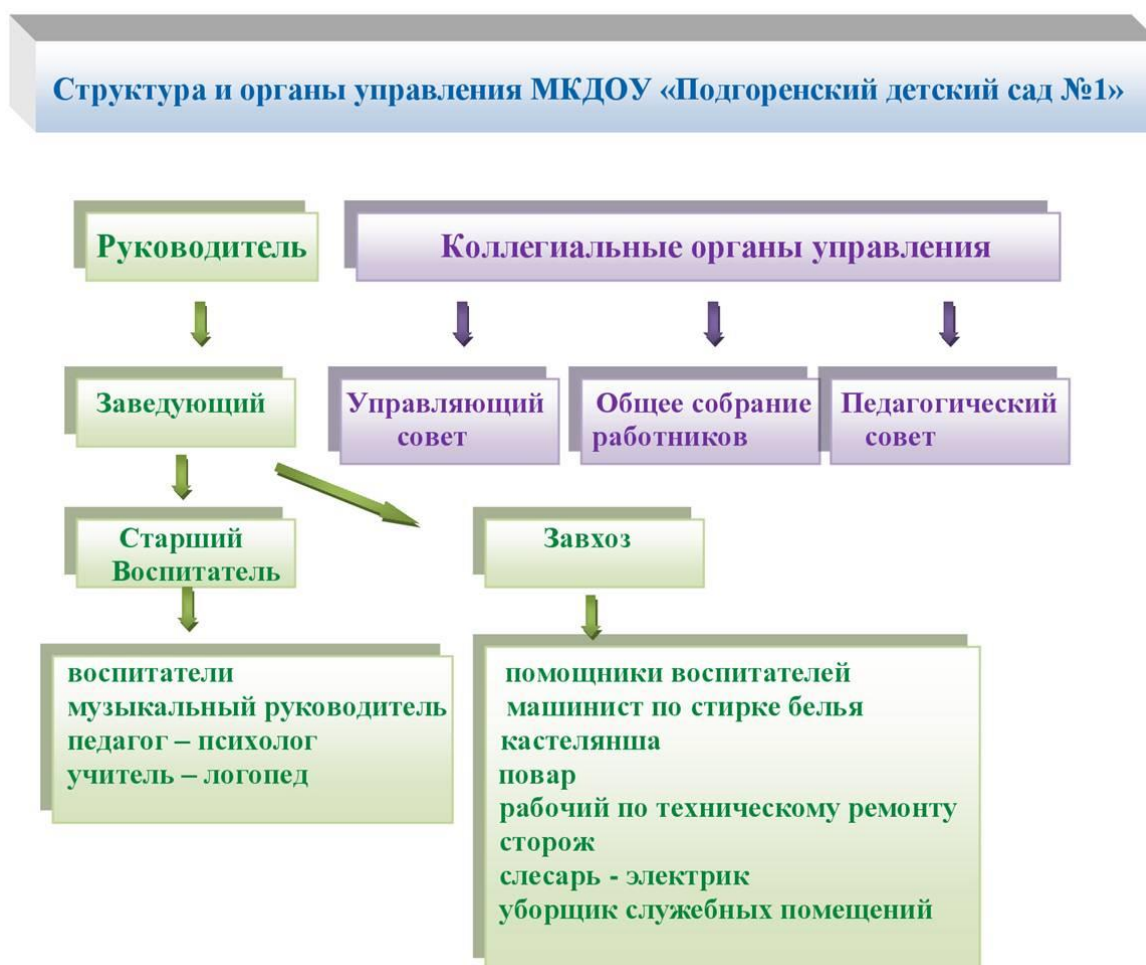 Структура и органы управления МКДОУ «Подгоренский детский сад №1»
Руководитель
Коллегиальные органы управления
Заведующий
Управляющий
совет
Общее собрание
работников
Педагогический
совет
Старший
Воспитатель
Завхоз
воспитатели
музыкальный руководитель
педагог – психолог
учитель – логопед
помощники воспитателей
машинист по стирке белья
кастелянша
повар
рабочий по техническому ремонту
сторож
слесарь - электрик
уборщик служебных помещений